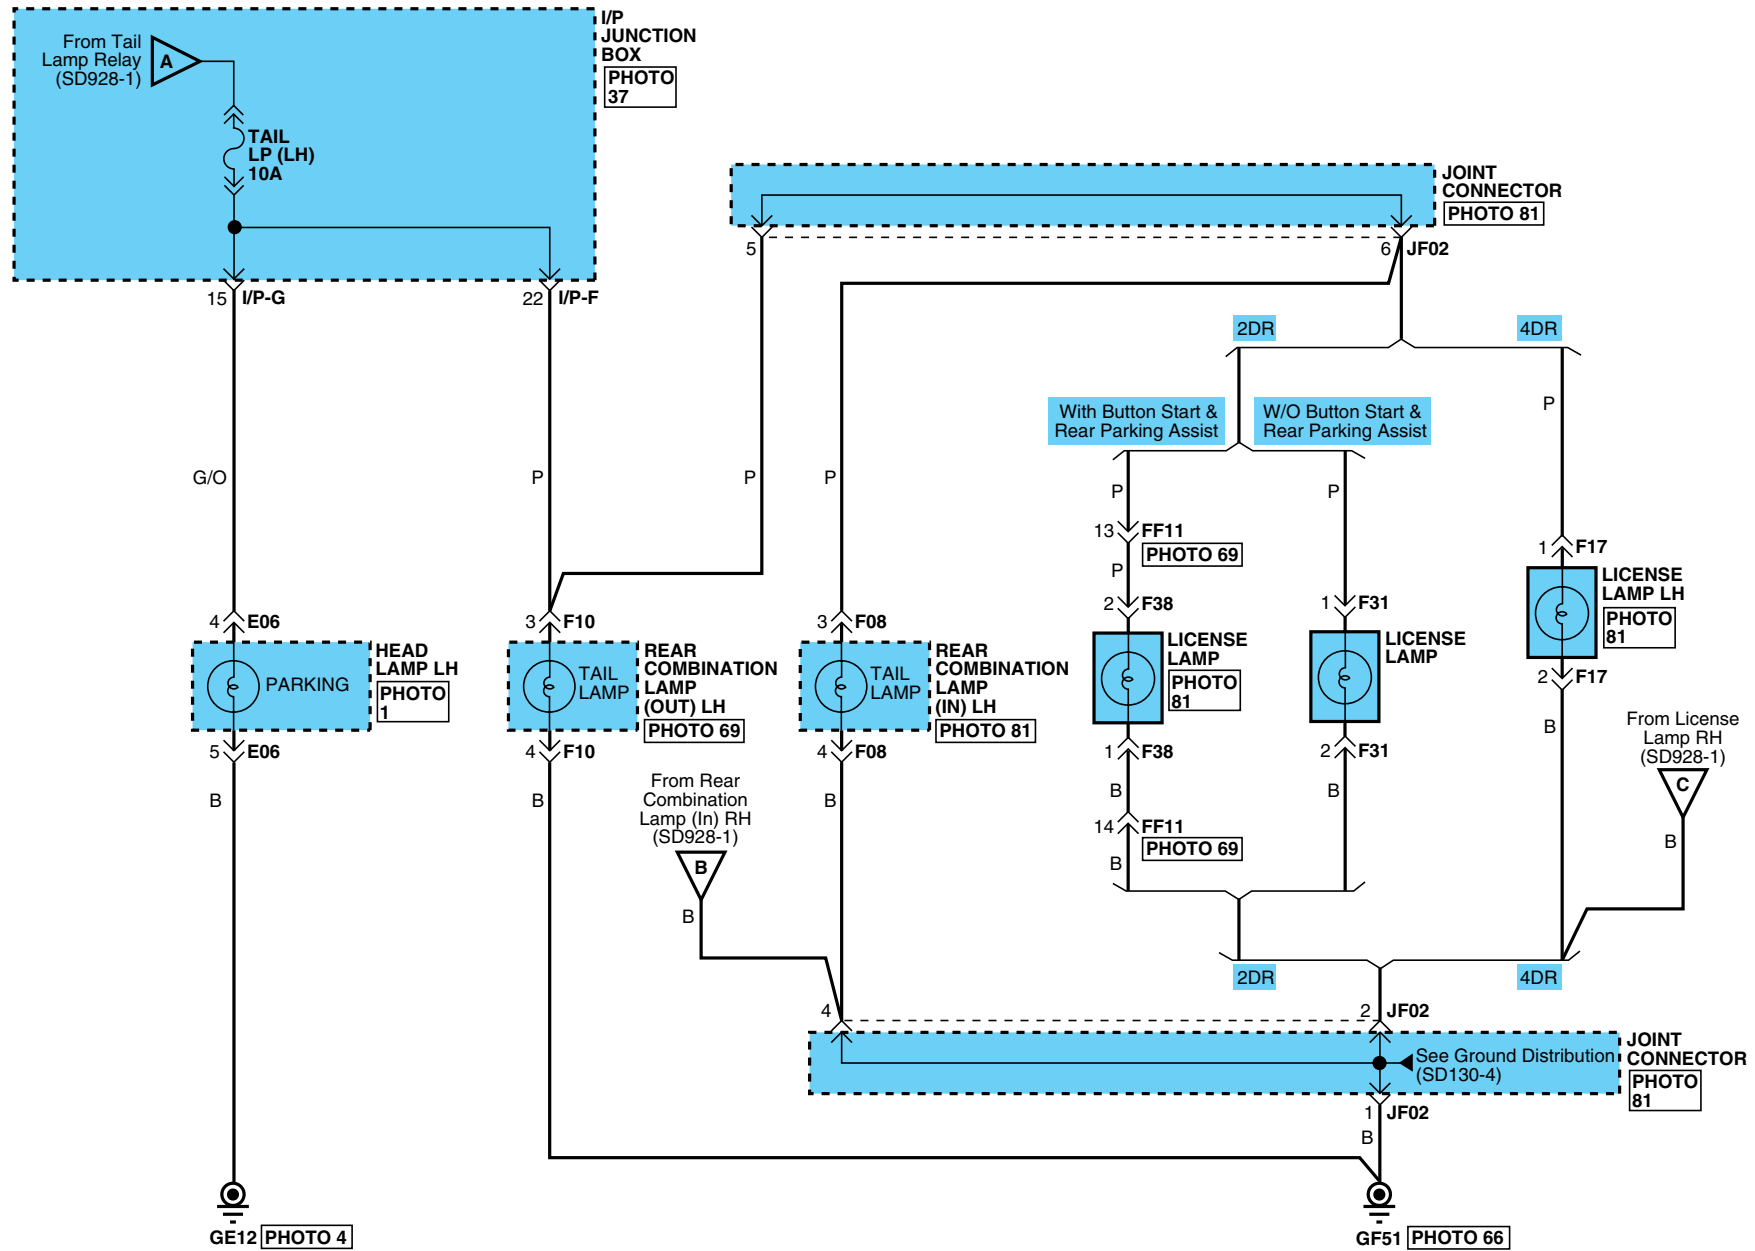 From Tail
Lamp Relay
(SD928-1)
A
TAIL
LP (LH)
10A
I/P
JUNCTION
BOX
PHOTO
37
15 I/P-G
22 I/P-F
JOINT
CONNECTOR
PHOTO 81
5
6 JF02
2DR
4DR
With Button Start &
Rear Parking Assist
W/O Button Start &
Rear Parking Assist
P
G/O
P
P
P
P
P
13 FF11
PHOTO 69
P
1 F17
2 F38
1 F31
LICENSE
LAMP LH
PHOTO
81
4 E06
3 F10
3 F08
PARKING
HEAD
LAMP LH
PHOTO
1
TAIL
LAMP
REAR
COMBINATION
LAMP
(OUT) LH
PHOTO 69
TAIL
LAMP
REAR
COMBINATION
LAMP
(IN) LH
PHOTO 81
LICENSE
LAMP
PHOTO
81
LICENSE
LAMP
2 F17
5 E06
4 F10
4 F08
1 F38
2 F31
B
From License
Lamp RH
(SD928-1)
C
B
B
B
B
B
B
From Rear
Combination
Lamp (In) RH
(SD928-1)
B
B
14 FF11
PHOTO 69
B
2DR
4DR
4
2 JF02
See Ground Distribution
(SD130-4)
JOINT
CONNECTOR
PHOTO
81
1 JF02
B
GE12 PHOTO 4
GF51 PHOTO 66